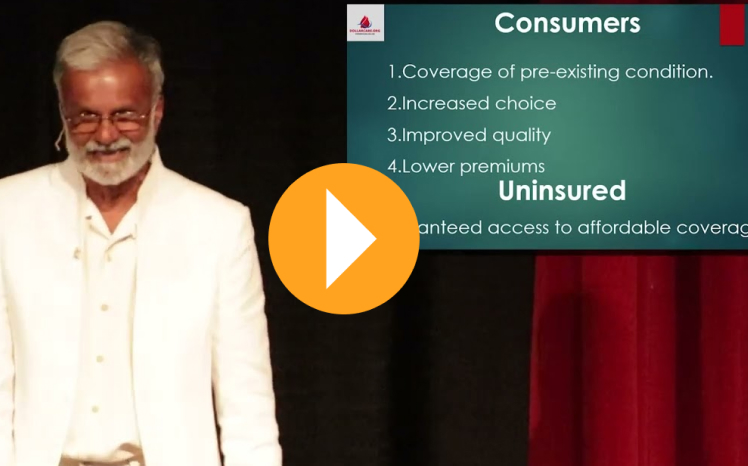 Consumers
1.Coverage of pre-existing condition.
2.Increased choice
3.Improved quality
4.Lower premiums
Uninsured
anteed access to affordable coverag